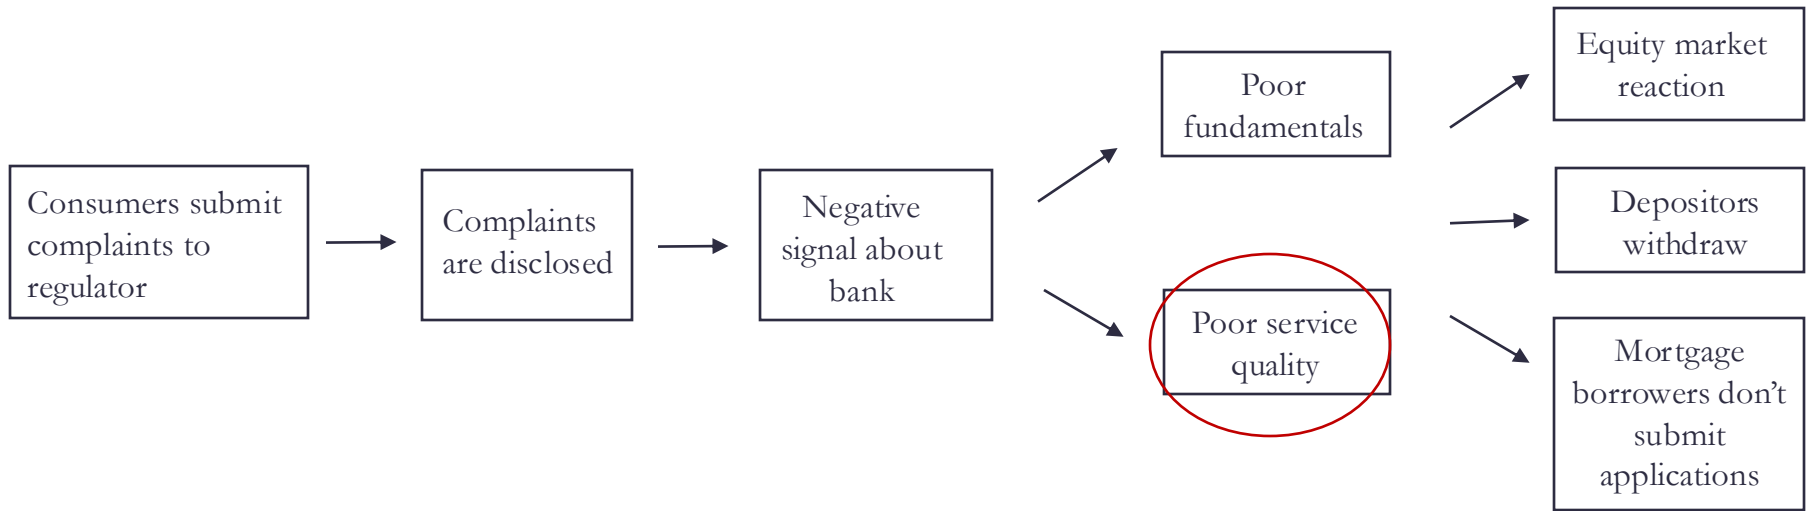 Consumers submit
complaints to
regulator
Complaints
are disclosed
Negative
signal about
bank
Poor
fundamentals
Poor service
quality
Equity market
reaction
Depositors
withdraw
Mortgage
borrowers don’t
submit
applications